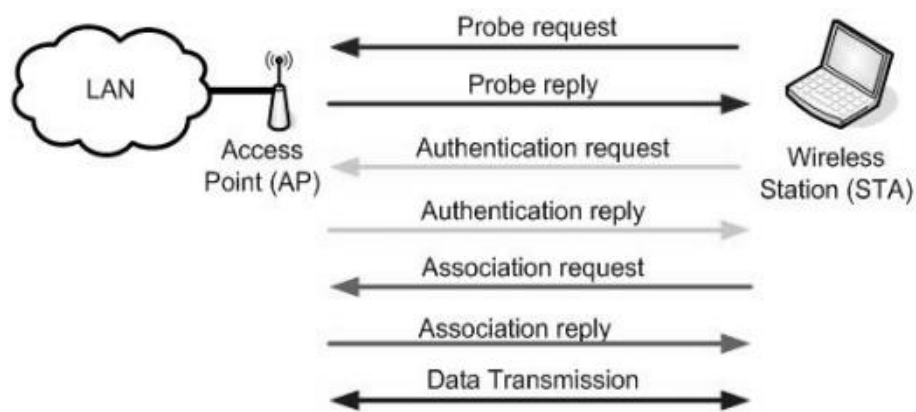 Probe request
LAN
Probe reply
Access
Point (AP)
Authentication request
Wireless
Station (STA)
Authentication reply
Association request
Association reply
Data Transmission